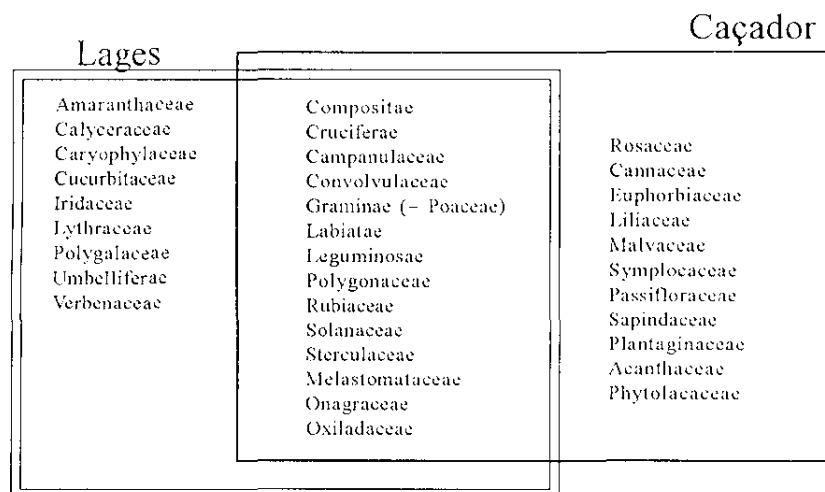 Caçador
Lages
Amaranthaceae
Calyceraceae
Caryophylaceae
Cucurbitaceae
Iridaceae
Lythraceae
Polygalaceae
Umbelliferae
Verbenaceae
Compositae
Cruciferae
Campanulaceae
Convolvulaceae
Graminae (– Poaceae)
Labiatae
Leguminosae
Polygonaceae
Rubiaceae
Solanaceae
Sterculaceae
Melastomataceae
Onagraceae
Oxiladaceae
Rosaceae
Cannaceae
Euphorbiaceae
Liliaceae
Malvaceae
Symplocaceae
Passifloraceae
Sapindaceae
Plantaginaceae
Acanthaceae
Phytolacaceae